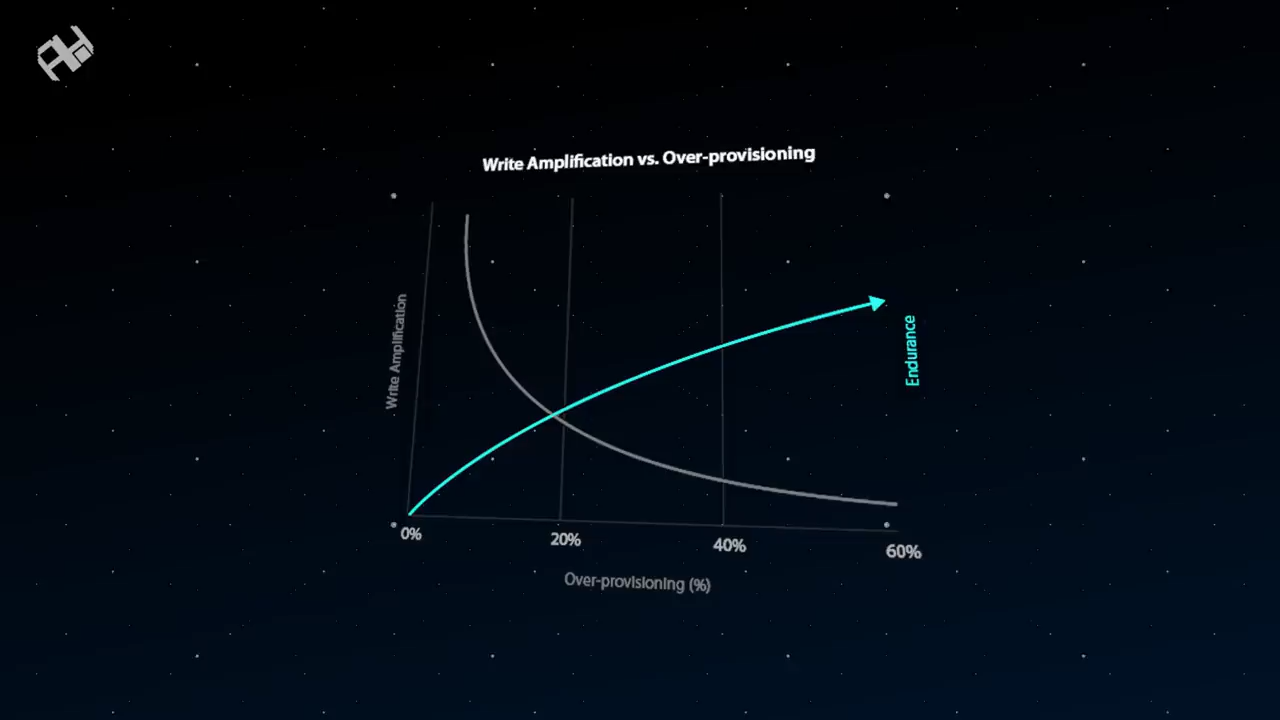 Write Amplification vs. Over-provisioning
Write Amplification
Endurance
0%
20%
40%
60%
Over-provisioning (%)